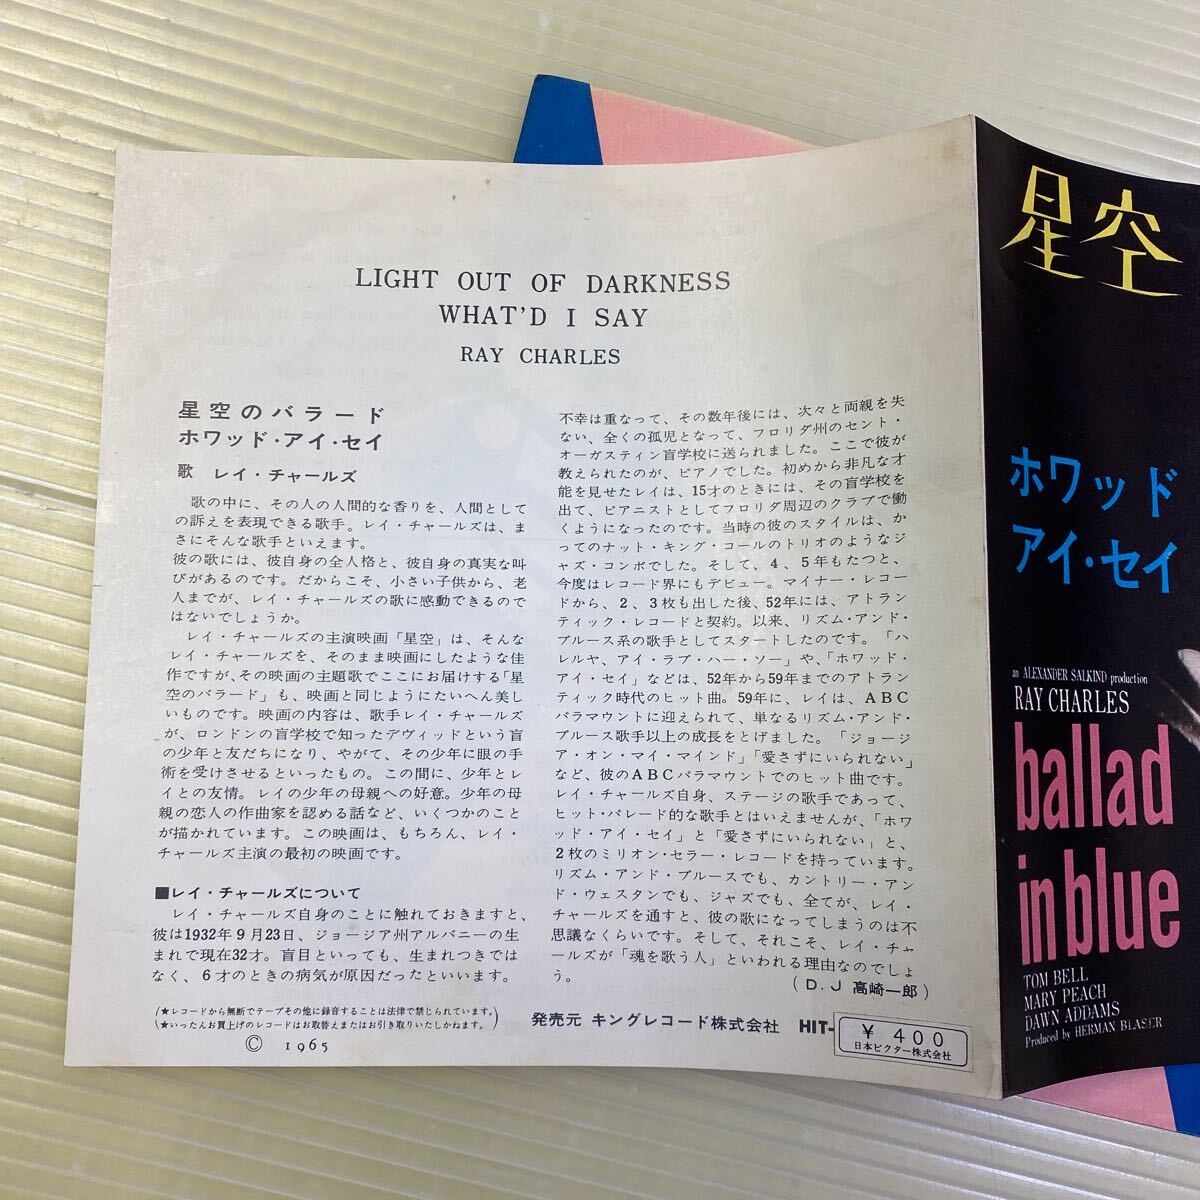 LIGHT OUT OF DARKNESS
WHAT'D I SAY
RAY CHARLES
星空のバラード
ホワッド・アイ・セイ
歌 レイ・チャールズ
歌の中に、その人の人間的な香りを、人間として
の訴えを表現できる歌手。レイ・チャールズは、ま
さにそんな歌手といえます。
彼の歌には、彼自身の全人格と、彼自身の真実な叫
びがあるのです。だからこそ、小さい子供から、老
人までが、レイ・チャールズの歌に感動できるので
はないでしょうか。
レイ・チャールズの主演映画「星空」は、そんな
レイ・チャールズを、そのまま映画にしたような佳
作ですが、その映画の主題歌でここにお届けする「星
空のバラード」も、映画と同じようにたいへん美し
いものです。映画の内容は、歌手レイ・チャールズ
が、ロンドンの盲学校で知ったデヴィッドという盲
の少年と友だちになり、やがて、その少年に眼の手
術を受けさせるといったもの。この間に、少年とレ
イとの友情。レイの少年の母親への好意。少年の母
親の恋人の作曲家を認める話など、いくつかのこと
が描かれています。この映画は、もちろん、レイ・
チャールズ主演の最初の映画です。
■レイ・チャールズについて
レイ・チャールズ自身のことに触れておきますと、
彼は1932年9月23日、ジョージア州アルバニーの生
まれで現在32才。盲目といっても、生まれつきでは
なく、6才のときの病気が原因だったといいます。
(★レコードから無断でテープその他に録音することは法律で禁じられています。)
(★いったんお買上げのレコードはお取替えまたはお引き取りいたしかねます。)
© 1965
不幸は重なって、その数年後には、次々と両親を失
ない、全くの孤児となって、フロリダ州のセント・
オーガスティン盲学校に送られました。ここで彼が
教えられたのが、ピアノでした。初めから非凡な才
能を見せたレイは、15才のときには、その盲学校を
出て、ピアニストとしてフロリダ周辺のクラブで働
くようになったのです。当時の彼のスタイルは、か
ってのナット・キング・コールのトリオのようなジ
ャズ・コンボでした。そして、4、5年もたつと、
今度はレコード界にもデビュー。マイナー・レコー
ドから、2、3枚も出した後、52年には、アトラン
ティック・レコードと契約。以来、リズム・アンド・
ブルース系の歌手としてスタートしたのです。「ハ
レルヤ、アイ・ラブ・ハー・ソー」や、「ホワッド・
アイ・セイ」などは、52年から59年までのアトラン
ティック時代のヒット曲。59年に、レイは、ABC
パラマウントに迎えられて、単なるリズム・アンド・
ブルース歌手以上の成長をとげました。「ジョージ
ア・オン・マイ・マインド」「愛さずにいられない」
など、彼のABCパラマウントでのヒット曲です。
レイ・チャールズ自身、ステージの歌手であって、
ヒット・パレード的な歌手とはいえませんが、「ホワ
ッド・アイ・セイ」と「愛さずにいられない」と、
2枚のミリオン・セラー・レコードを持っています。
リズム・アンド・ブルースでも、カントリー・アン
ド・ウェスタンでも、ジャズでも、全てが、レイ・
チャールズを通すと、彼の歌になってしまうのは不
思議なくらいです。そして、それこそ、レイ・チャ
ールズが「魂を歌う人」といわれる理由なのでしょ
う。
(D.J 高崎一郎)
発売元 キングレコード株式会社 HIT-
¥400
日本ビクター株式会社
星空
ホワッド
アイ・セイ
an ALEXANDER SALKIND production
RAY CHARLES
ballad
in blue
TOM BELL
MARY PEACH
DAWN ADDAMS
Produced by HERMAN BLASER